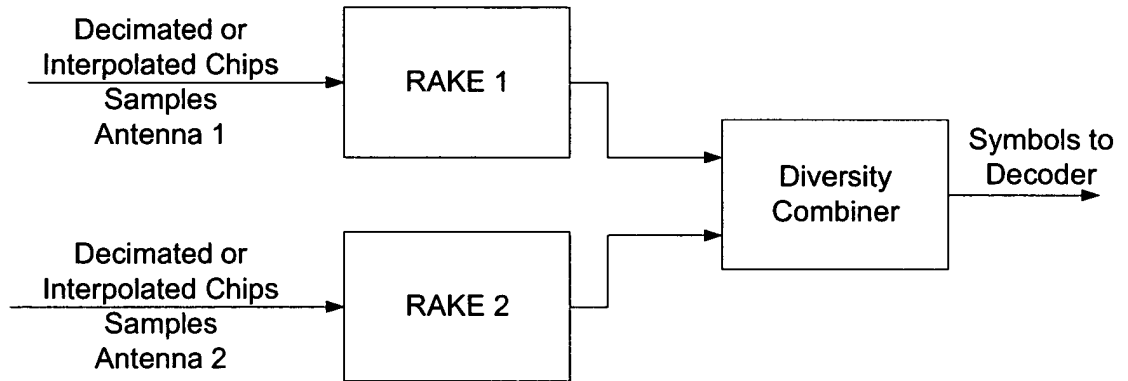 Decimated or
Interpolated Chips
Samples
Antenna 1
RAKE 1
Diversity
Combiner
Symbols to
Decoder
Decimated or
Interpolated Chips
Samples
Antenna 2
RAKE 2